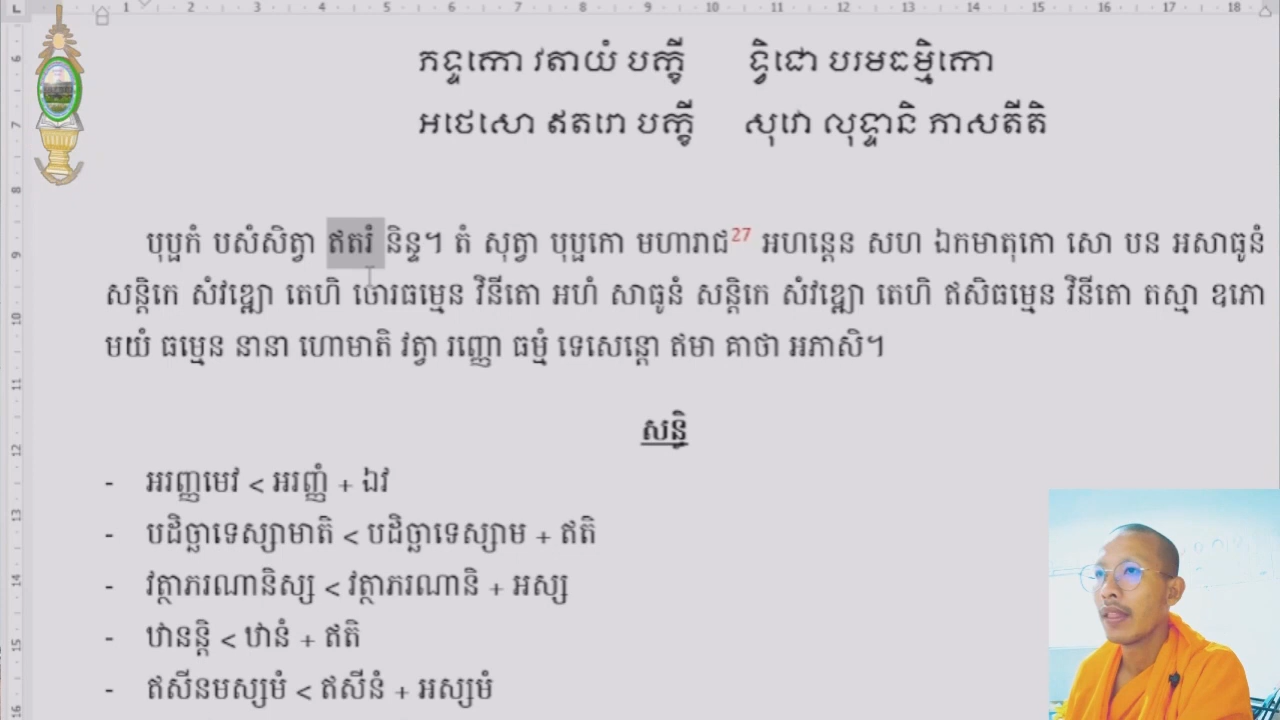 ភទ្ទកោ វតាយំ បក្ខី ទ្វិជោ បរមធម្មិកោ
អថេសោ ឥតរោ បក្ខី សុវោ លុទ្ទានិ ភាសតីតិ
បុប្ផកំ បសំសិត្វា ឥតរំ និន្ទ។ តំ សុត្វា បុប្ផកោ មហារាជ27 អហន្តេន សហ ឯកមាតុកោ សោ បន អសាធូនំ
សន្តិកេ សំវឌ្ឍោ តេហិ ចោរធម្មេន វិនីតោ អហំ សាធូនំ សន្តិកេ សំវឌ្ឍោ តេហិ ឥសិធម្មេន វិនីតោ តស្មា ឧភោ
មយំ ធម្មេន នានា ហោមាតិ វត្វា រញ្ញោ ធម្មំ ទេសេន្តោ ឥមា គាថា អភាសិ។
សន្ធិ
- អរញ្ញមេវ < អរញ្ញំ + ឯវ
- បដិច្ឆាទេស្សាមាតិ < បដិច្ឆាទេស្សាម + ឥតិ
- វត្ថាភរណានិស្ស < វត្ថាភរណានិ + អស្ស
- ឋានន្តិ < ឋានំ + ឥតិ
- ឥសីនមស្សមំ < ឥសីនំ + អស្សមំ